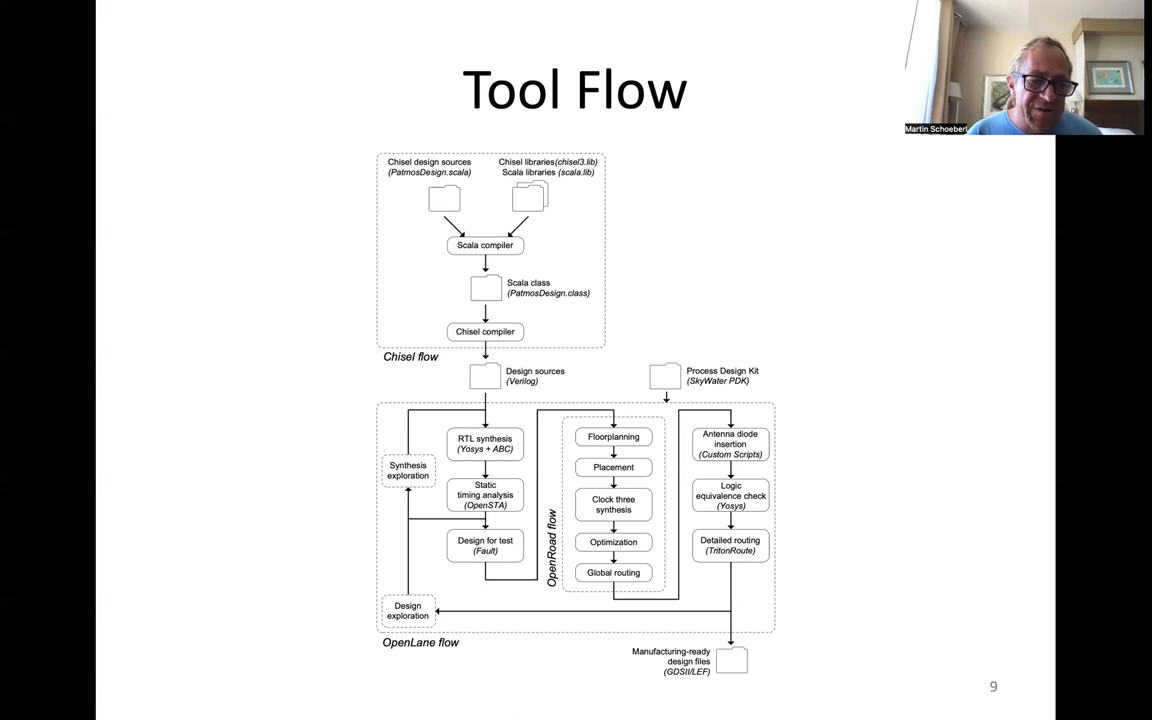 Tool Flow
Martin Schoeberl
Chisel design sources
(PatmosDesign.scala)
Chisel libraries(chisel3.lib)
Scala libraries (scala.lib)
Scala compiler
Scala class
(PatmosDesign.class)
Chisel compiler
Chisel flow
Design sources
(Verilog)
Process Design Kit
(SkyWater PDK)
RTL synthesis
(Yosys + ABC)
Synthesis
exploration
Static
timing analysis
(OpenSTA)
Design for test
(Fault)
Design
exploration
OpenRoad flow
Floorplanning
Placement
Clock three
synthesis
Optimization
Global routing
Antenna diode
insertion
(Custom Scripts)
Logic
equivalence check
(Yosys)
Detailed routing
(TritonRoute)
OpenLane flow
Manufacturing-ready
design files
(GDSII/LEF)
9